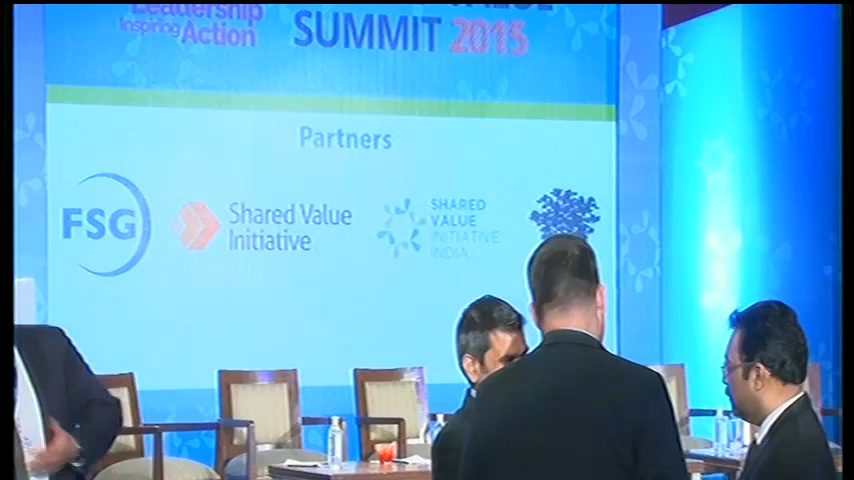 Leadership
Inspiring Action
SUMMIT 2015
Partners
FSG
Shared Value
Initiative
SHARED
VALUE
INITIATIVE
INDIA